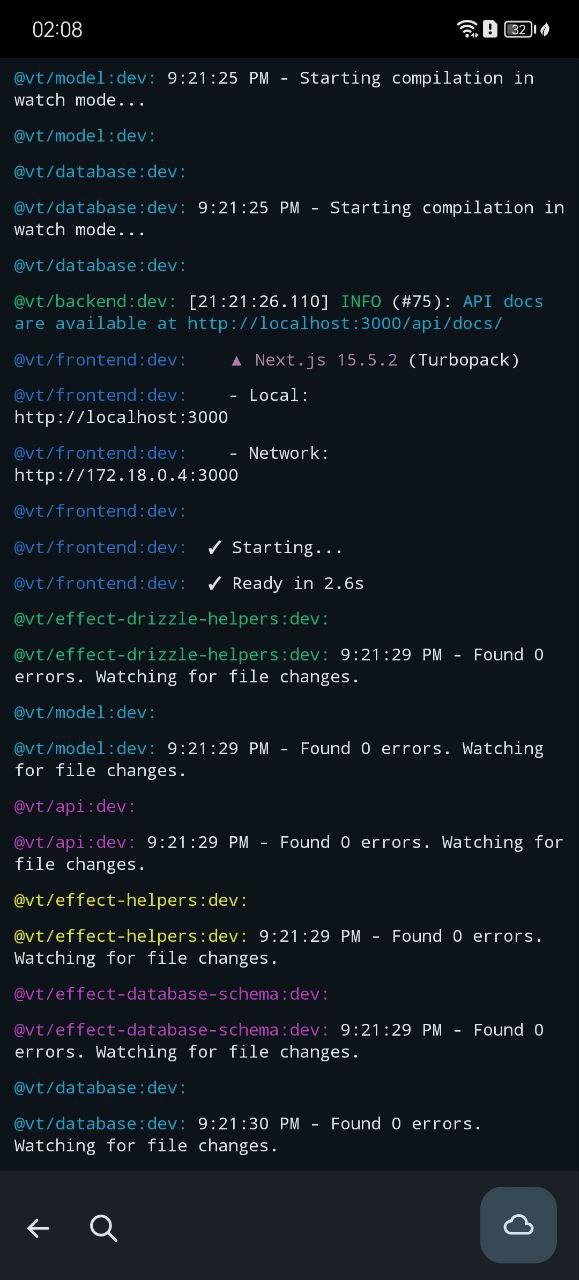 02:08
32
@vt/model:dev: 9:21:25 PM - Starting compilation in
watch mode...
@vt/model:dev:
@vt/database:dev:
@vt/database:dev: 9:21:25 PM - Starting compilation in
watch mode...
@vt/database:dev:
@vt/backend:dev: [21:21:26.110] INFO (#75): API docs
are available at http://localhost:3000/api/docs/
@vt/frontend:dev:    ▲ Next.js 15.5.2 (Turbopack)
@vt/frontend:dev:    - Local:
http://localhost:3000
@vt/frontend:dev:    - Network:
http://172.18.0.4:3000
@vt/frontend:dev:
@vt/frontend:dev:  ✓ Starting...
@vt/frontend:dev:  ✓ Ready in 2.6s
@vt/effect-drizzle-helpers:dev:
@vt/effect-drizzle-helpers:dev: 9:21:29 PM - Found 0
errors. Watching for file changes.
@vt/model:dev:
@vt/model:dev: 9:21:29 PM - Found 0 errors. Watching
for file changes.
@vt/api:dev:
@vt/api:dev: 9:21:29 PM - Found 0 errors. Watching for
file changes.
@vt/effect-helpers:dev:
@vt/effect-helpers:dev: 9:21:29 PM - Found 0 errors.
Watching for file changes.
@vt/effect-database-schema:dev:
@vt/effect-database-schema:dev: 9:21:29 PM - Found 0
errors. Watching for file changes.
@vt/database:dev:
@vt/database:dev: 9:21:30 PM - Found 0 errors.
Watching for file changes.